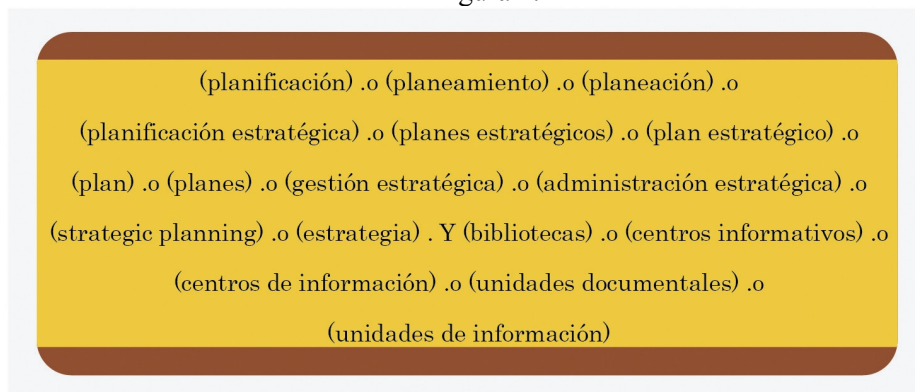 (planificación) .o (planeamiento) .o (planeación) .o
(planificación estratégica) .o (planes estratégicos) .o (plan estratégico) .o
(plan) .o (planes) .o (gestión estratégica) .o (administración estratégica) .o
(strategic planning) .o (estrategia) . Y (bibliotecas) .o (centros informativos) .o
(centros de información) .o (unidades documentales) .o
(unidades de información)